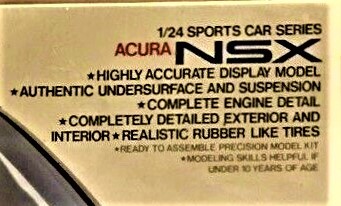 1/24 SPORTS CAR SERIES
ACURA NSX
★HIGHLY ACCURATE DISPLAY MODEL
★AUTHENTIC UNDERSURFACE AND SUSPENSION
★COMPLETE ENGINE DETAIL
★COMPLETELY DETAILED EXTERIOR AND
INTERIOR★REALISTIC RUBBER LIKE TIRES
★READY TO ASSEMBLE PRECISION MODEL KIT
★MODELING SKILLS HELPFUL IF
UNDER 10 YEARS OF AGE